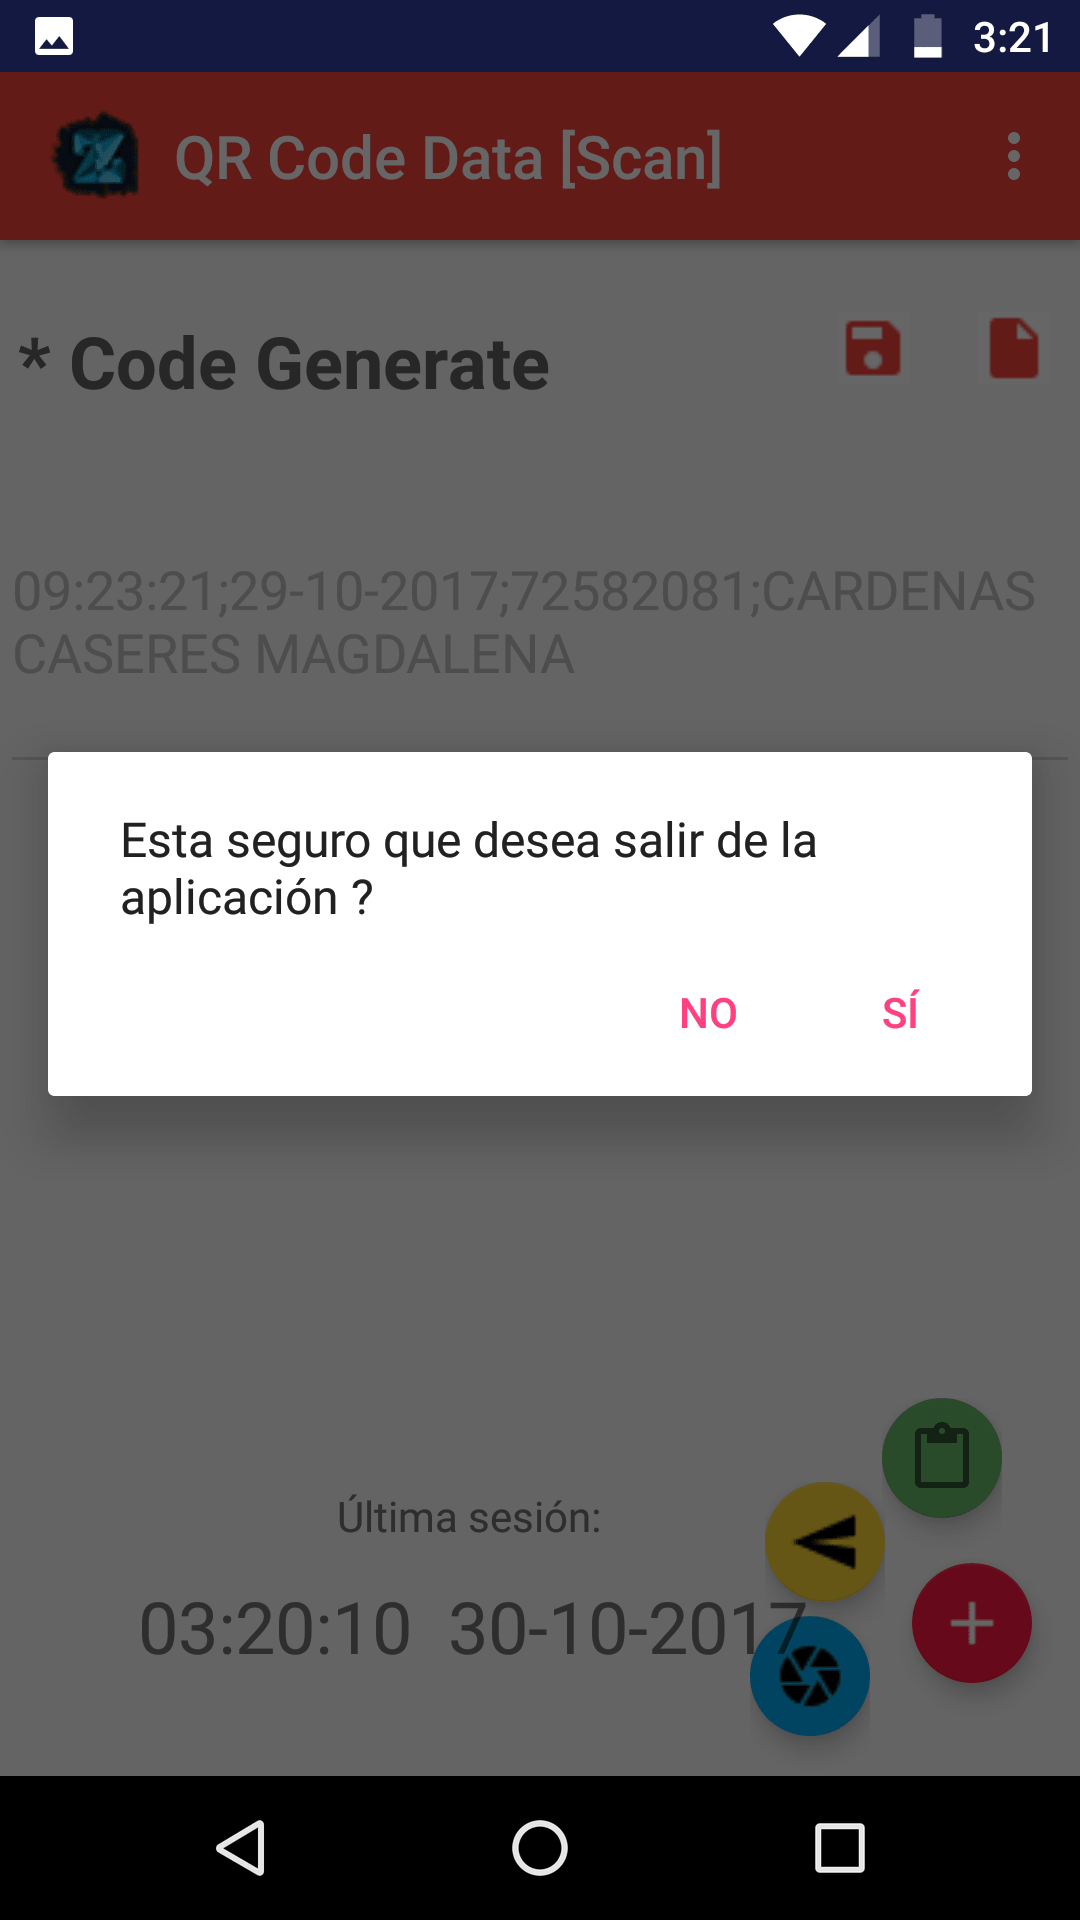 3:21
QR Code Data [Scan]
* Code Generate
09:23:21;29-10-2017;72582081;CARDENAS
CASERES MAGDALENA
Esta seguro que desea salir de la
aplicación ?
NO SÍ
Última sesión:
03:20:10 30-10-2017